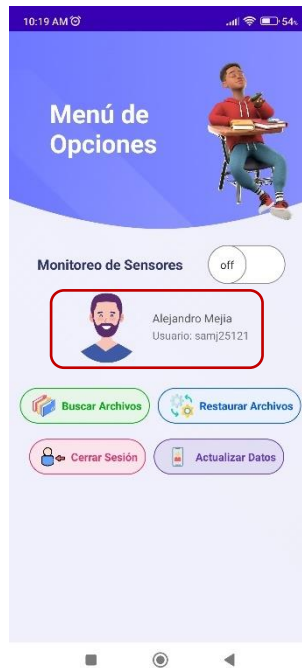 10:19 AM
54%
Menú de
Opciones
Monitoreo de Sensores
off
Alejandro Mejia
Usuario: samj25121
Buscar Archivos
Restaurar Archivos
Cerrar Sesión
Actualizar Datos